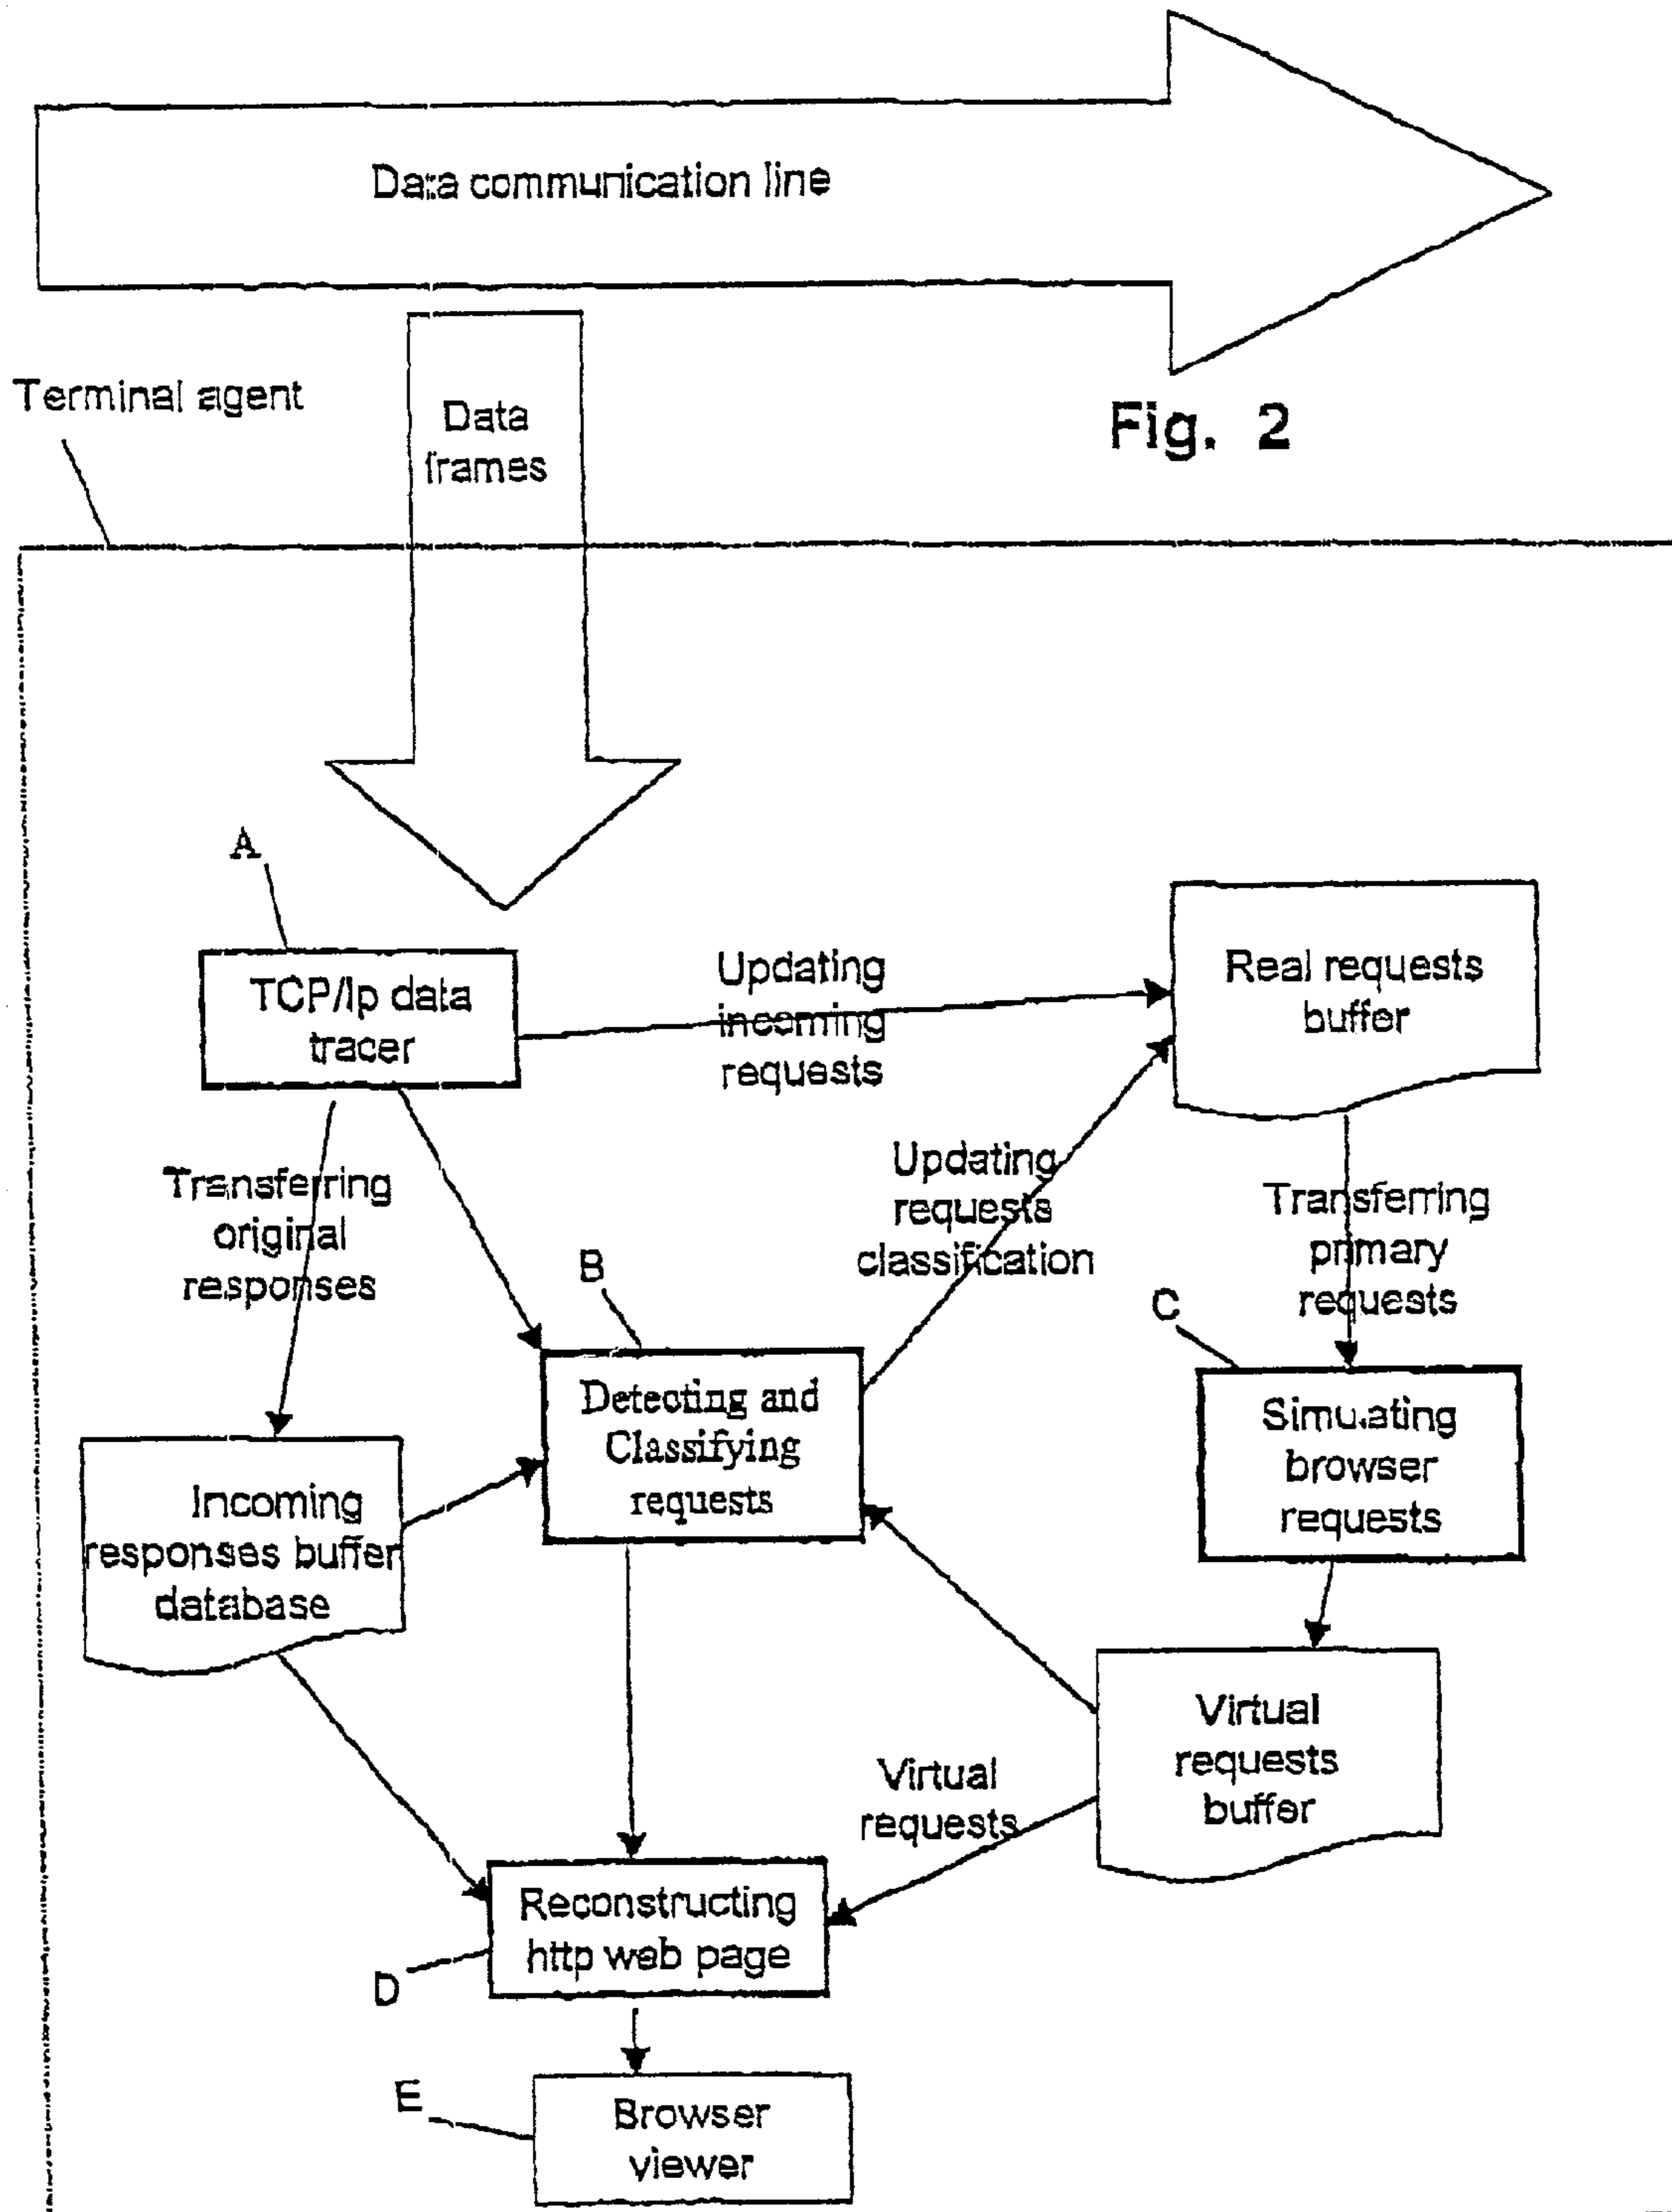 Data communication line
Terminal agent
Data
frames
Fig. 2
A
TCP/Ip data
tracer
Updating
incoming
requests
Real requests
buffer
Transferring
original
responses
Updating
requests
classification
Transferring
primary
requests
B
C
Detecting and
Classifying
requests
Simulating
browser
requests
Incoming
responses buffer
database
Virtual
requests
buffer
Virtual
requests
Reconstructing
http web page
D
E
Browser
viewer